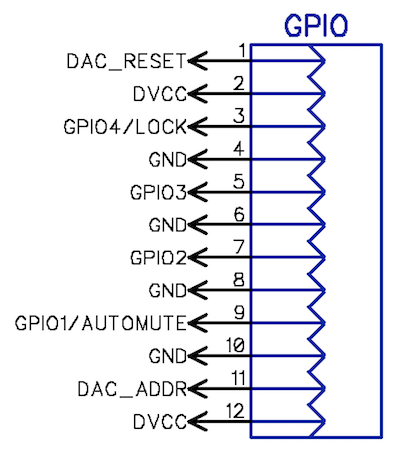 GPIO
DAC_RESET 1
DVCC 2
GPIO4/LOCK 3
GND 4
GPIO3 5
GND 6
GPIO2 7
GND 8
GPIO1/AUTOMUTE 9
GND 10
DAC_ADDR 11
DVCC 12